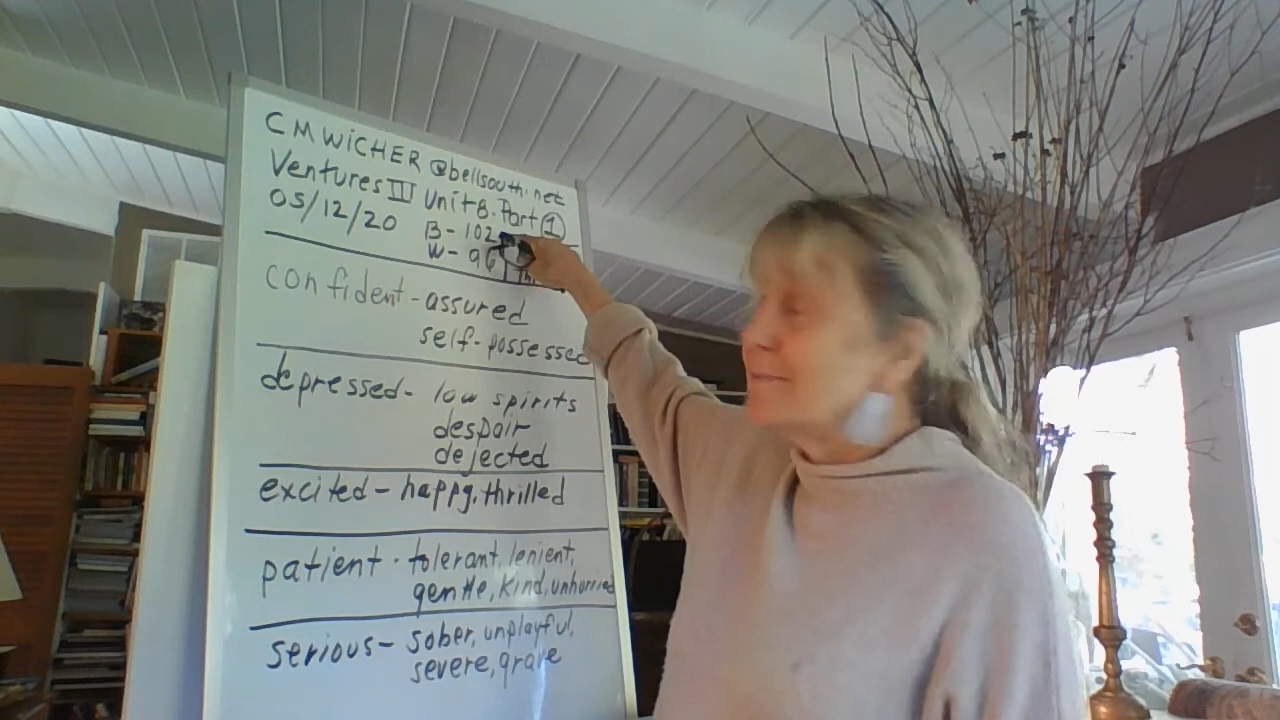 CMWiCHER@bellsouth.net
Ventures III Unit 8. Part 1
05/12/20 B-102
W-96
confident - assured
self-possessed
depressed - low spirits
despair
dejected
excited - happy, thrilled
patient - tolerant, lenient,
gentle, kind, unhurried
serious - sober, unplayful,
severe, grave